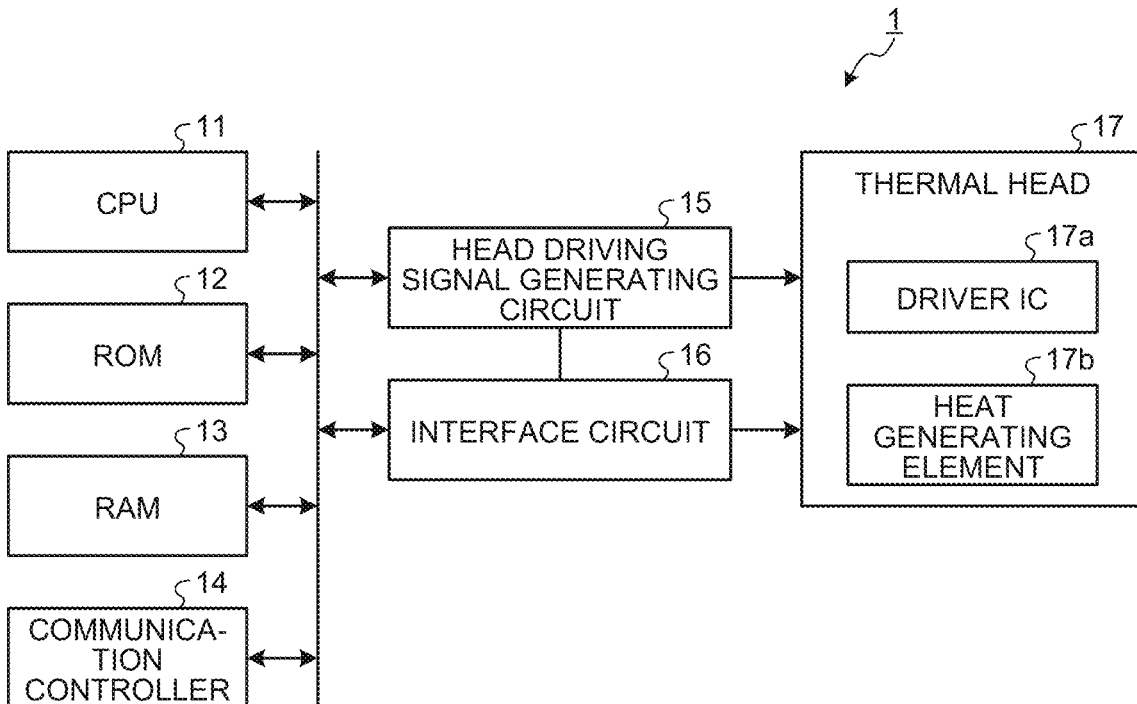 1
11
CPU
12
ROM
13
RAM
14
COMMUNICA-
TION
CONTROLLER
15
HEAD DRIVING
SIGNAL GENERATING
CIRCUIT
16
INTERFACE CIRCUIT
17
THERMAL HEAD
17a
DRIVER IC
17b
HEAT
GENERATING
ELEMENT